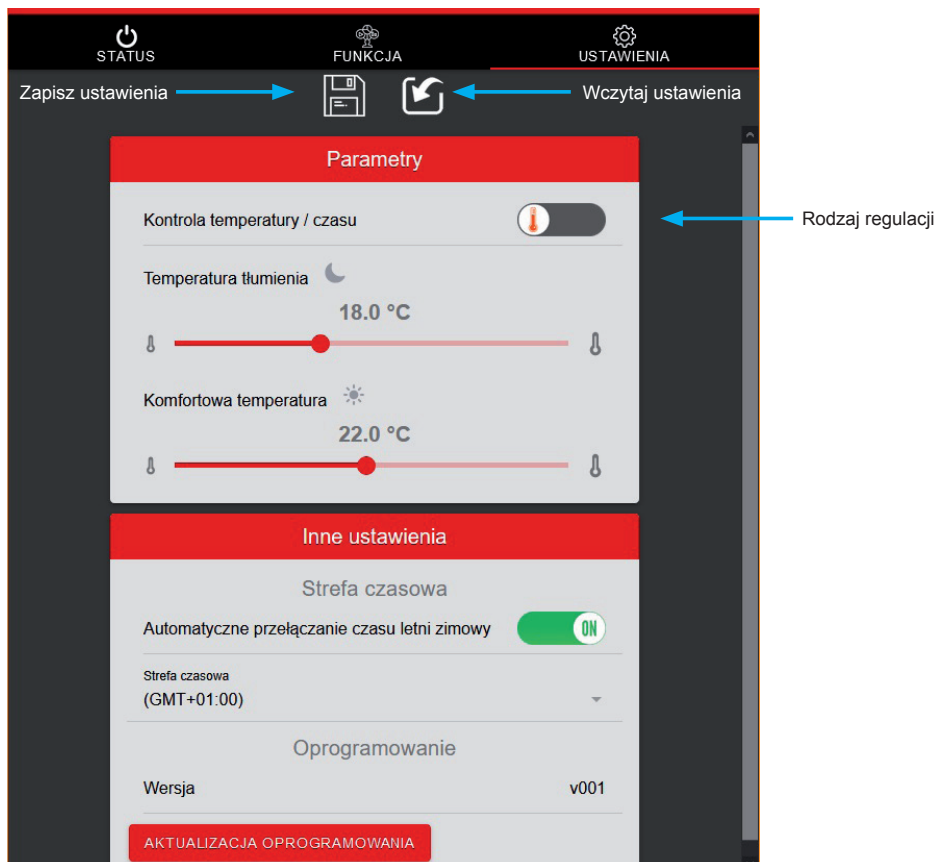 STATUS
FUNKCJA
USTAWIENIA
Zapisz ustawienia
Wczytaj ustawienia
Parametry
Kontrola temperatury / czasu
Rodzaj regulacji
Temperatura tłumienia
18.0 °C
Komfortowa temperatura
22.0 °C
Inne ustawienia
Strefa czasowa
Automatyczne przełączanie czasu letni zimowy
ON
Strefa czasowa
(GMT+01:00)
Oprogramowanie
Wersja v001
AKTUALIZACJA OPROGRAMOWANIA